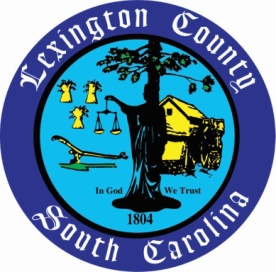 Lexington County
In God We Trust
1804
South Carolina